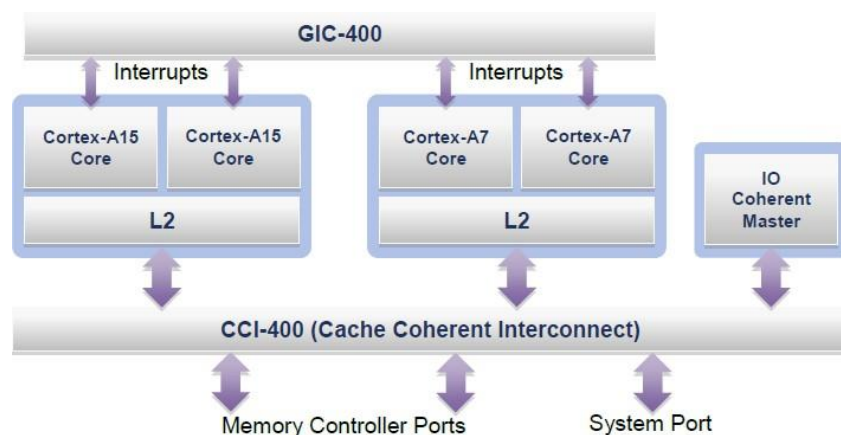 GIC-400
Interrupts
Interrupts
Cortex-A15
Core
Cortex-A15
Core
Cortex-A7
Core
Cortex-A7
Core
L2
L2
IO
Coherent
Master
CCI-400 (Cache Coherent Interconnect)
Memory Controller Ports
System Port